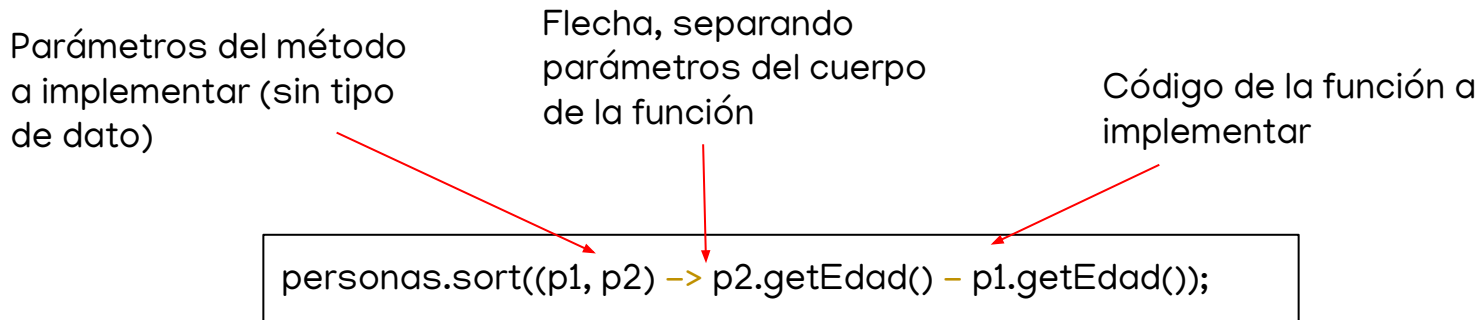 Parámetros del método
a implementar (sin tipo
de dato)
Flecha, separando
parámetros del cuerpo
de la función
Código de la función a
implementar
personas.sort((p1, p2) -> p2.getEdad() - p1.getEdad());